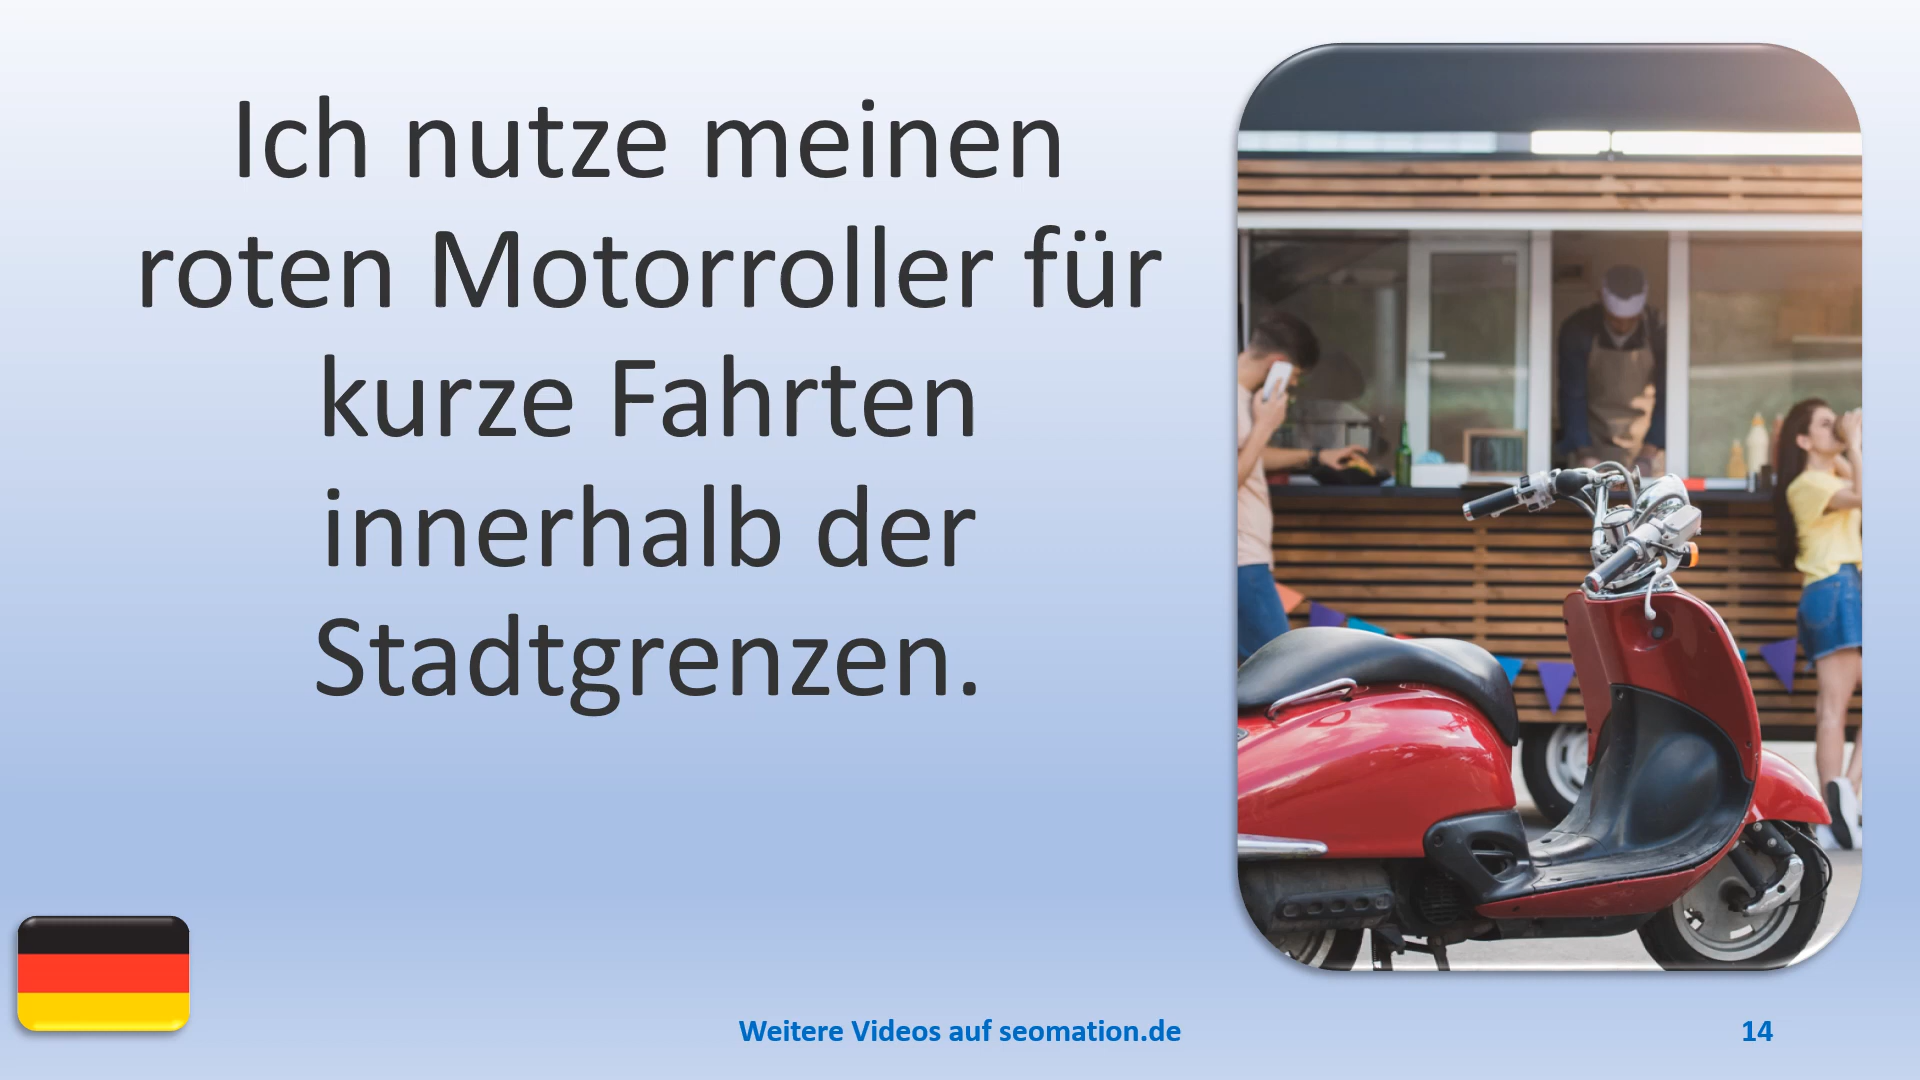 Ich nutze meinen
roten Motorroller für
kurze Fahrten
innerhalb der
Stadtgrenzen.
Weitere Videos auf seomation.de
14